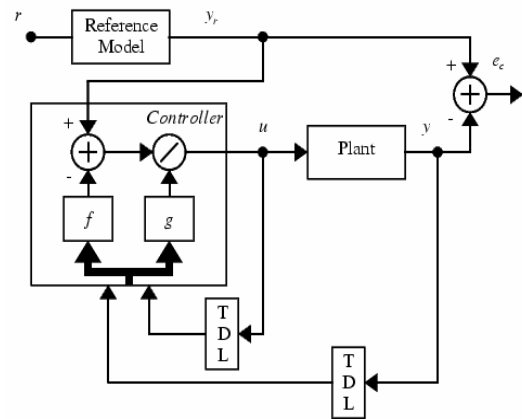 r
Reference
Model
y_r
+
e_c
-
Controller
+
u
Plant
y
-
f
g
T
D
L
T
D
L